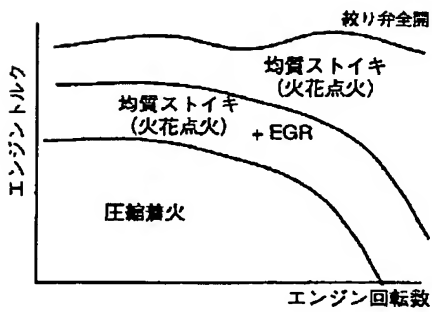 絞り弁全開
均質ストイキ
(火花点火)
均質ストイキ
(火花点火) + EGR
圧縮着火
エンジントルク
エンジン回転数